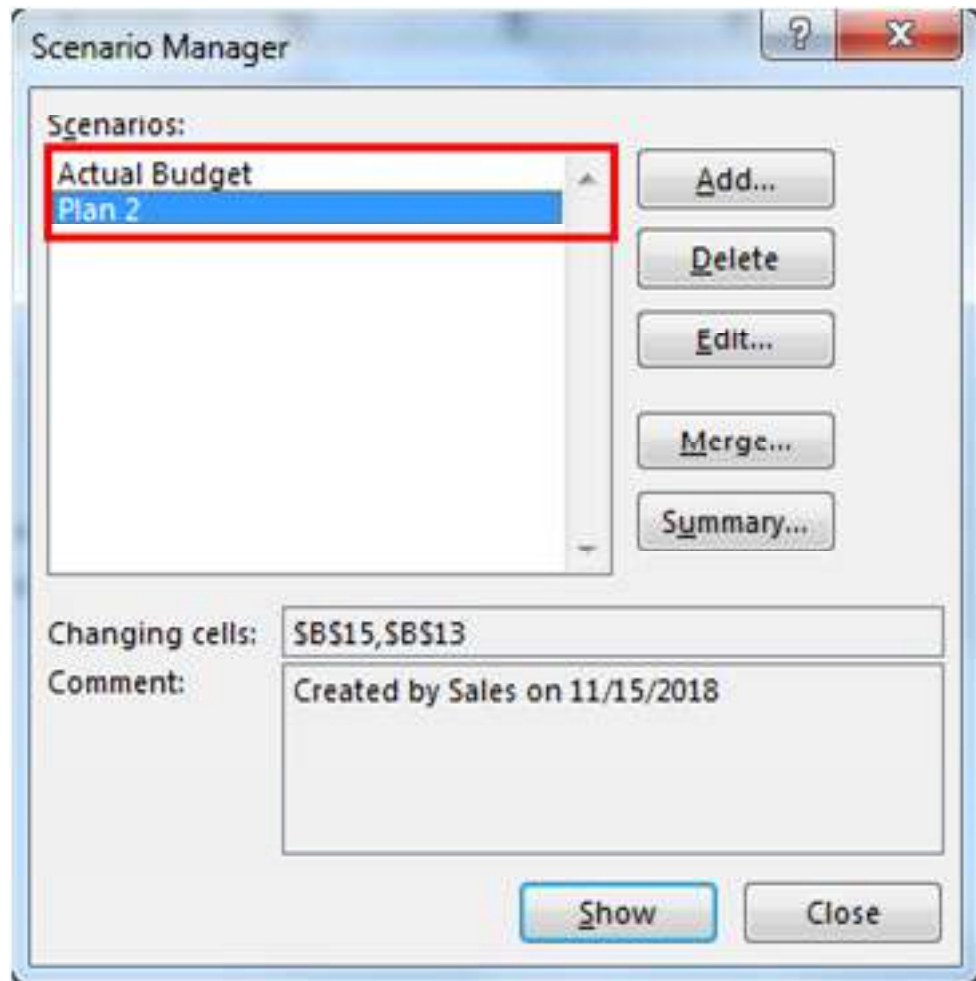 Scenario Manager
?
X
Scenarios:
Actual Budget
Plan 2
Add...
Delete
Edit...
Merge...
Summary...
Changing cells: $B$15,$B$13
Comment: Created by Sales on 11/15/2018
Show
Close